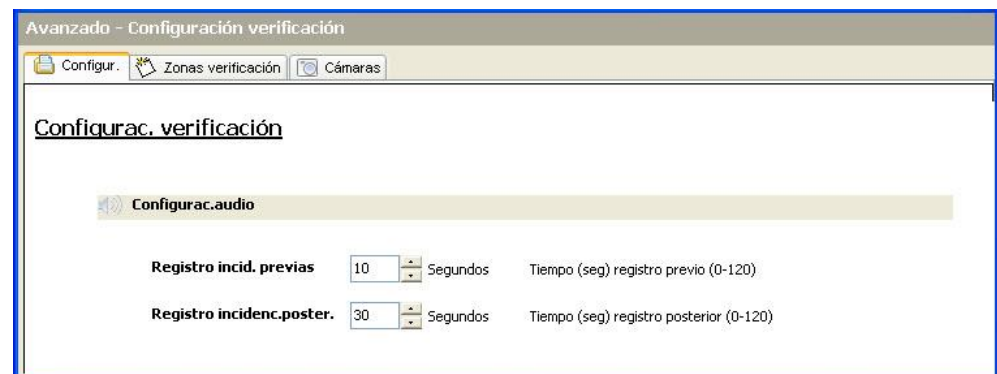 Avanzado - Configuración verificación
Configur. Zonas verificación Cámaras
Configurac. verificación
Configurac.audio
Registro incid. previas 10 Segundos Tiempo (seg) registro previo (0-120)
Registro incidenc.poster. 30 Segundos Tiempo (seg) registro posterior (0-120)